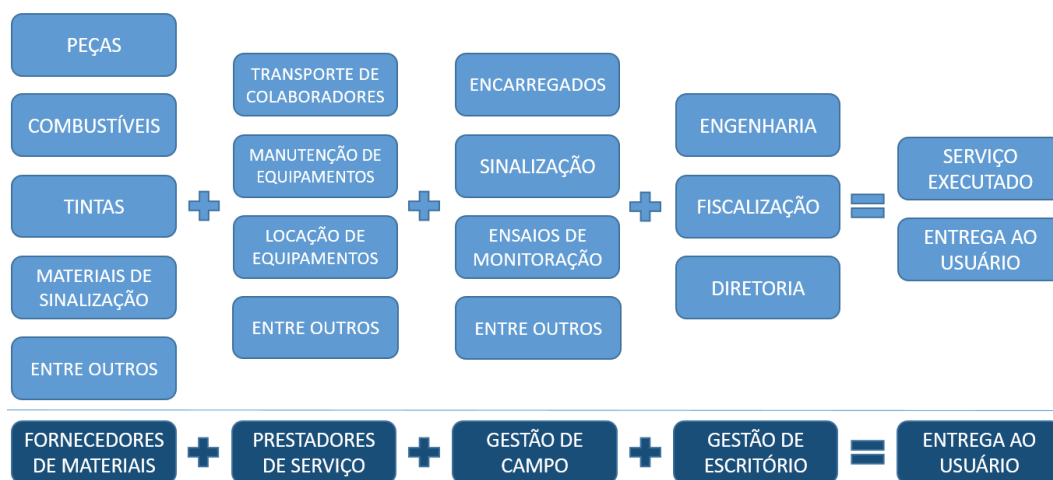 PEÇAS
COMBUSTÍVEIS
TINTAS
MATERIAIS DE
SINALIZAÇÃO
ENTRE OUTROS
+
TRANSPORTE DE
COLABORADORES
MANUTENÇÃO DE
EQUIPAMENTOS
LOCAÇÃO DE
EQUIPAMENTOS
ENTRE OUTROS
+
ENCARREGADOS
SINALIZAÇÃO
ENSAIOS DE
MONITORAÇÃO
ENTRE OUTROS
+
ENGENHARIA
FISCALIZAÇÃO
DIRETORIA
=
SERVIÇO
EXECUTADO
ENTREGA AO
USUÁRIO
FORNECEDORES
DE MATERIAIS
+
PRESTADORES
DE SERVIÇO
+
GESTÃO DE
CAMPO
+
GESTÃO DE
ESCRITÓRIO
=
ENTREGA AO
USUÁRIO